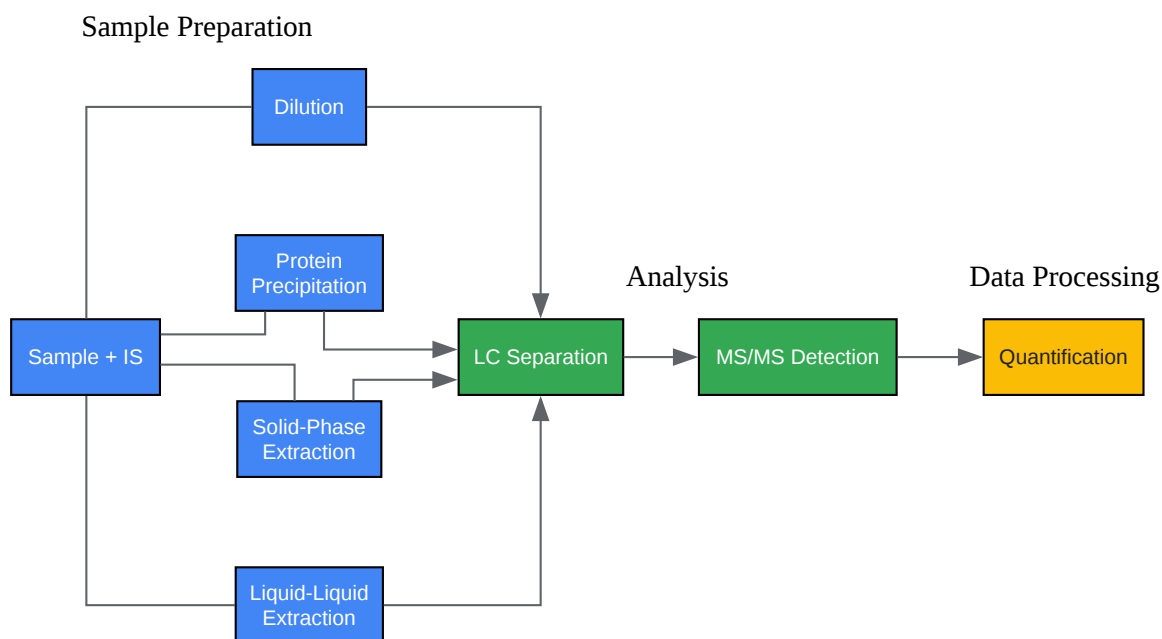 Sample Preparation
Dilution
Protein
Precipitation
Analysis
Data Processing
Sample + IS
LC Separation
MS/MS Detection
Quantification
Solid-Phase
Extraction
Liquid-Liquid
Extraction